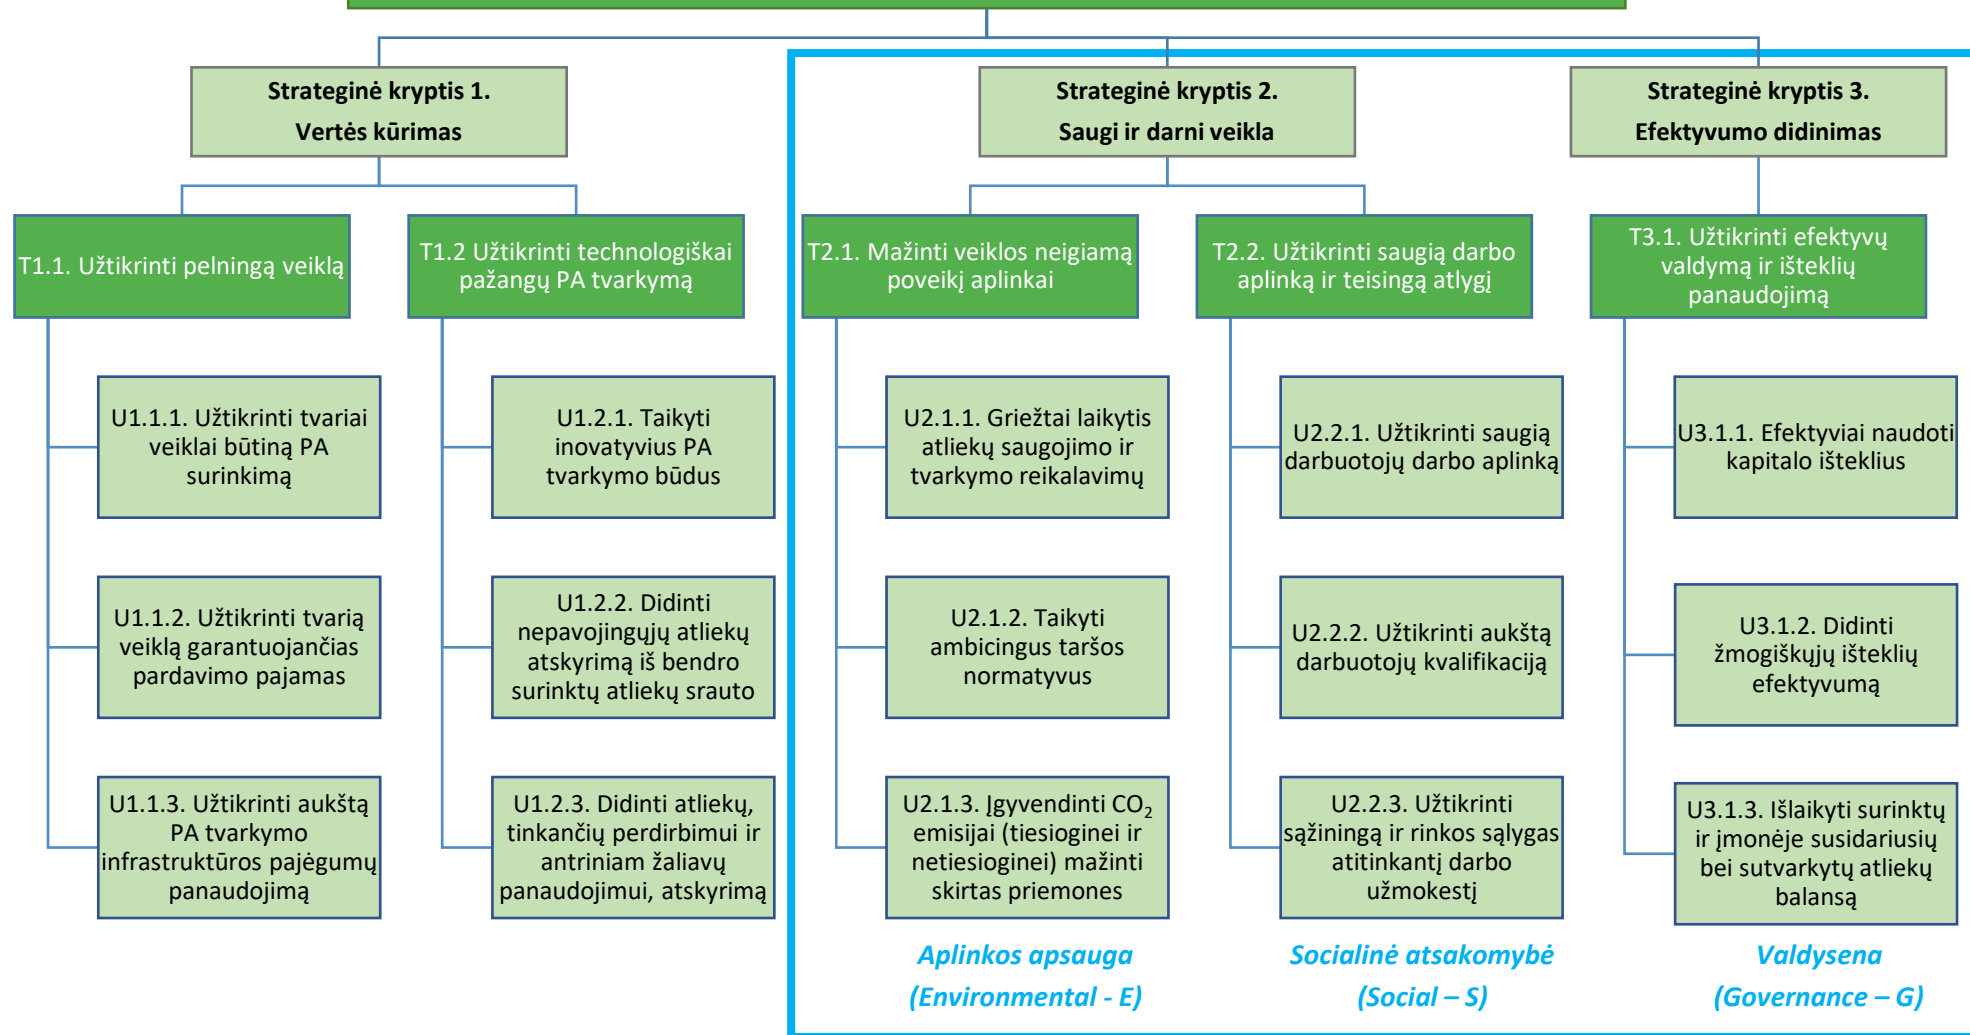 Strateginė kryptis 1.
Vertės kūrimas
Strateginė kryptis 2.
Saugi ir darni veikla
Strateginė kryptis 3.
Efektyvumo didinimas
T1.1. Užtikrinti pelningą veiklą
T1.2 Užtikrinti technologiškai
pažangų PA tvarkymą
T2.1. Mažinti veiklos neigiamą
poveikį aplinkai
T2.2. Užtikrinti saugią darbo
aplinką ir teisingą atlygį
T3.1. Užtikrinti efektyvų
valdymą ir išteklių
panaudojimą
U1.1.1. Užtikrinti tvariai
veiklai būtiną PA
surinkimą
U1.2.1. Taikyti
inovatyvius PA
tvarkymo būdus
U2.1.1. Griežtai laikytis
atliekų saugojimo ir
tvarkymo reikalavimų
U2.2.1. Užtikrinti saugią
darbuotojų darbo aplinką
U3.1.1. Efektyviai naudoti
kapitalo išteklius
U1.1.2. Užtikrinti tvarią
veiklą garantuojančias
pardavimo pajamas
U1.2.2. Didinti
nepavojingųjų atliekų
atskyrimą iš bendro
surinktų atliekų srauto
U2.1.2. Taikyti
ambicingus taršos
normatyvus
U2.2.2. Užtikrinti aukštą
darbuotojų kvalifikaciją
U3.1.2. Didinti
žmogiškųjų išteklių
efektyvumą
U1.1.3. Užtikrinti aukštą
PA tvarkymo
infrastruktūros pajėgumų
panaudojimą
U1.2.3. Didinti atliekų,
tinkančių perdirbimui ir
antriniam žaliavų
panaudojimui, atskyrimą
U2.1.3. Įgyvendinti CO₂
emisijai (tiesioginei ir
netiesioginei) mažinti
skirtas priemones
U2.2.3. Užtikrinti
sąžiningą ir rinkos sąlygas
atitinkantį darbo
užmokestį
U3.1.3. Išlaikyti surinktų
ir įmonėje susidariusių
bei sutvarkytų atliekų
balansą
Aplinkos apsauga
(Environmental - E)
Socialinė atsakomybė
(Social – S)
Valdysena
(Governance – G)